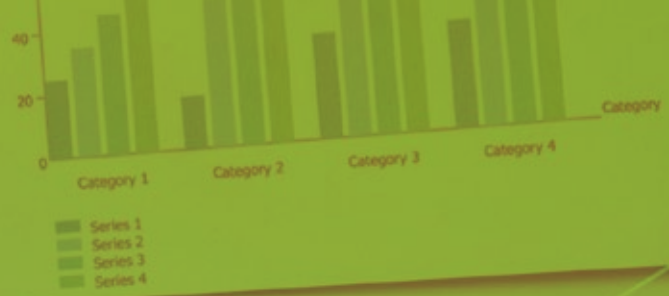 40
20
0
Category
Category 1
Category 2
Category 3
Category 4
Series 1
Series 2
Series 3
Series 4